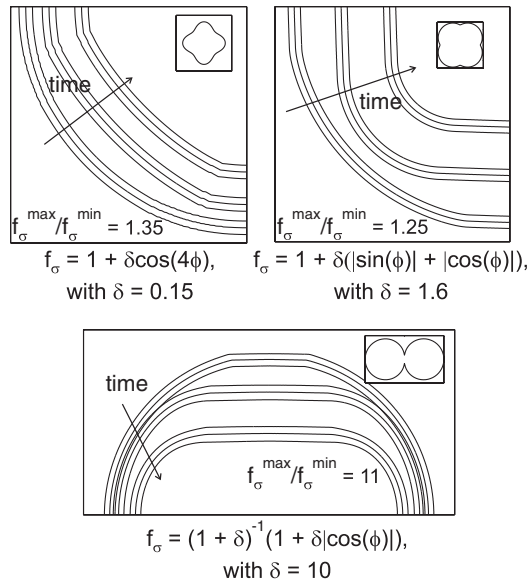 time
f_σ^max/f_σ^min = 1.35
f_σ = 1 + δcos(4ϕ),
with δ = 0.15
time
f_σ^max/f_σ^min = 1.25
f_σ = 1 + δ(|sin(ϕ)| + |cos(ϕ)|),
with δ = 1.6
time
f_σ^max/f_σ^min = 11
f_σ = (1 + δ)^-1(1 + δ|cos(ϕ)|),
with δ = 10